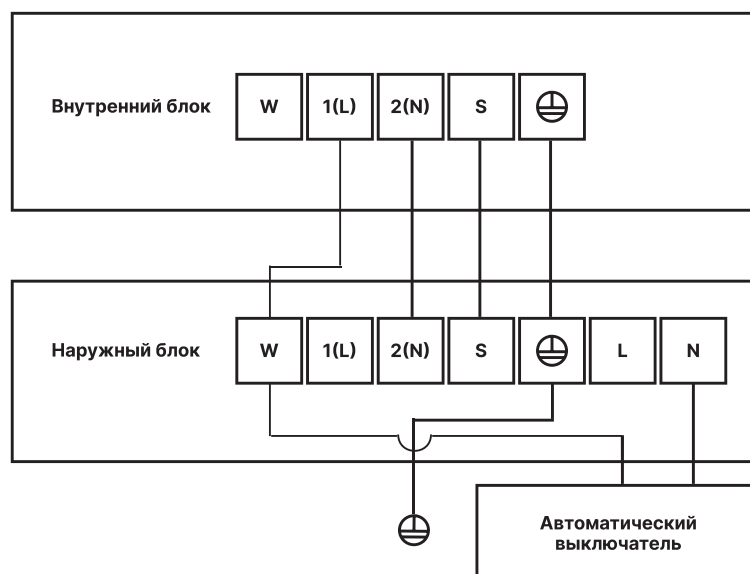 Внутренний блок W 1(L) 2(N) S
Наружный блок W 1(L) 2(N) S L N
Автоматический
выключатель